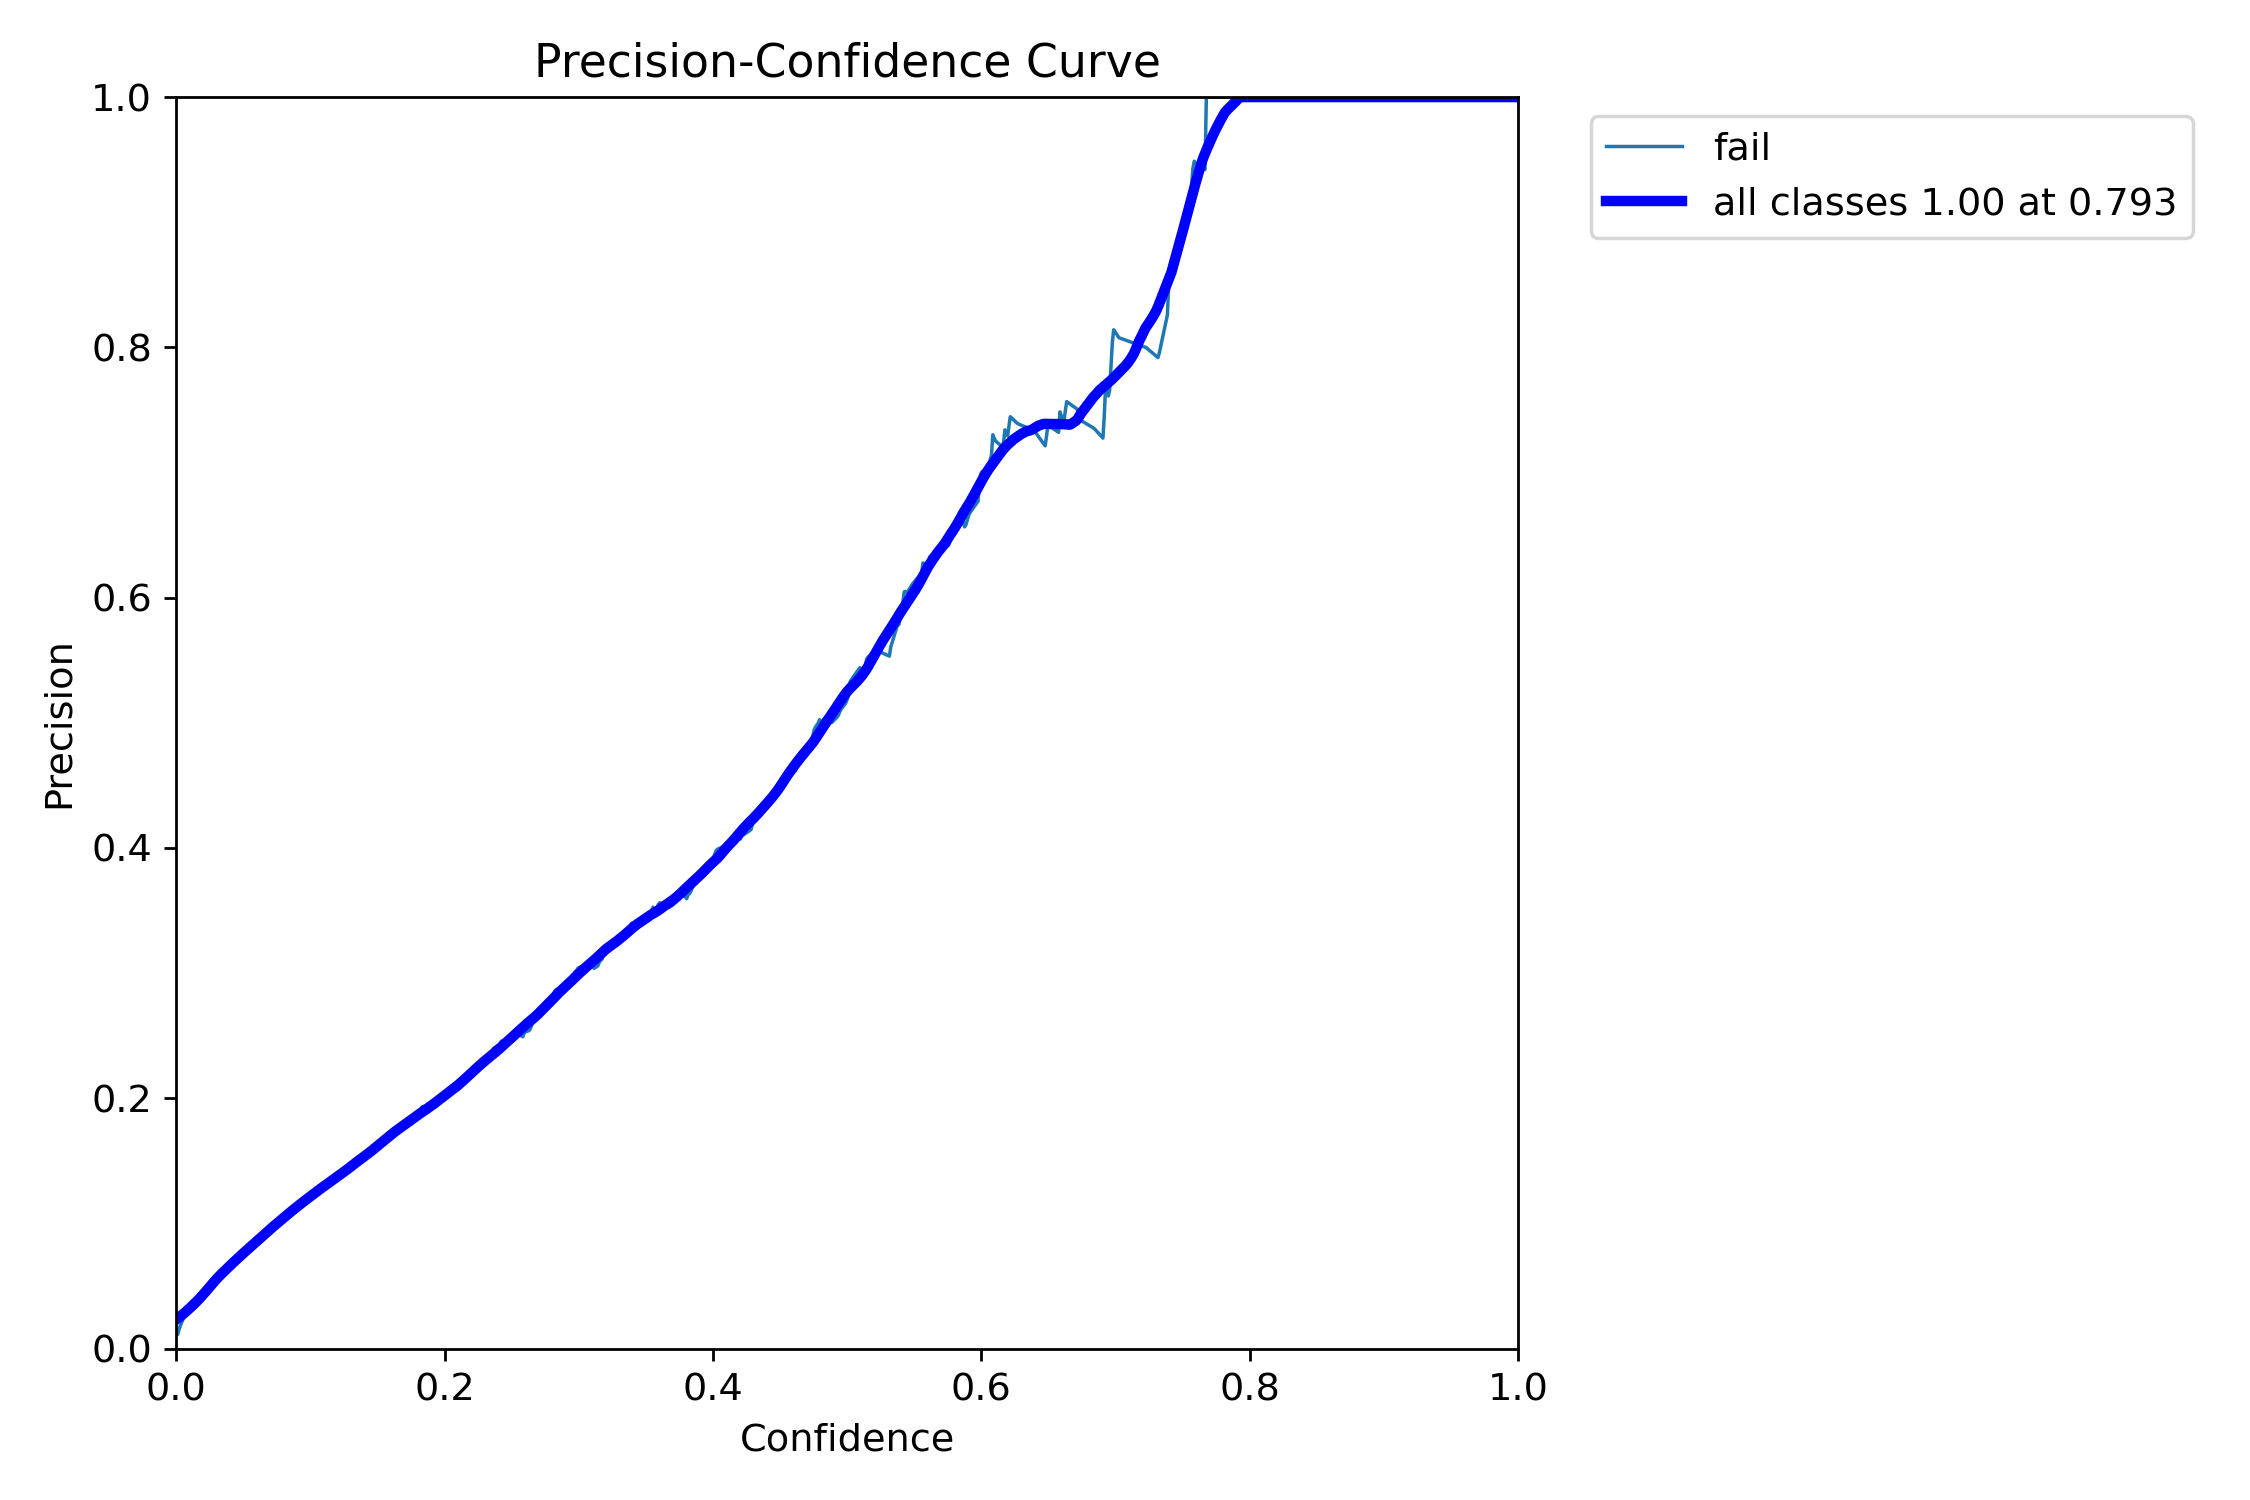 Precision-Confidence Curve
fail
all classes 1.00 at 0.793
Precision
1.0
0.8
0.6
0.4
0.2
0.0
0.0 0.2 0.4 0.6 0.8 1.0
Confidence